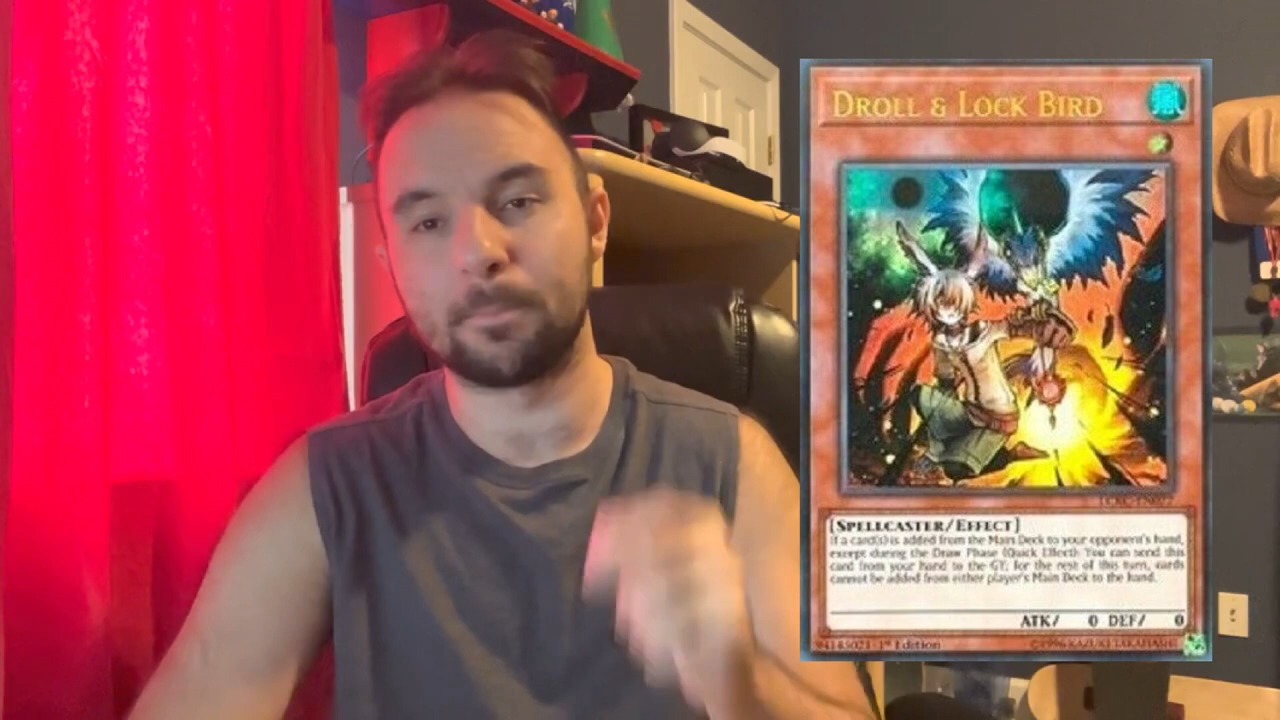 DROLL & LOCK BIRD
[SPELLCASTER/EFFECT]
If a card(s) is added from the Main Deck to your opponent's hand,
except during the Draw Phase (Quick Effect): You can send this
card from your hand to the GY; for the rest of this turn, cards
cannot be added from either player's Main Deck to the hand.
ATK/ 0 DEF/ 0
94145021 1st Edition
©1996 KAZUKI TAKAHASHI